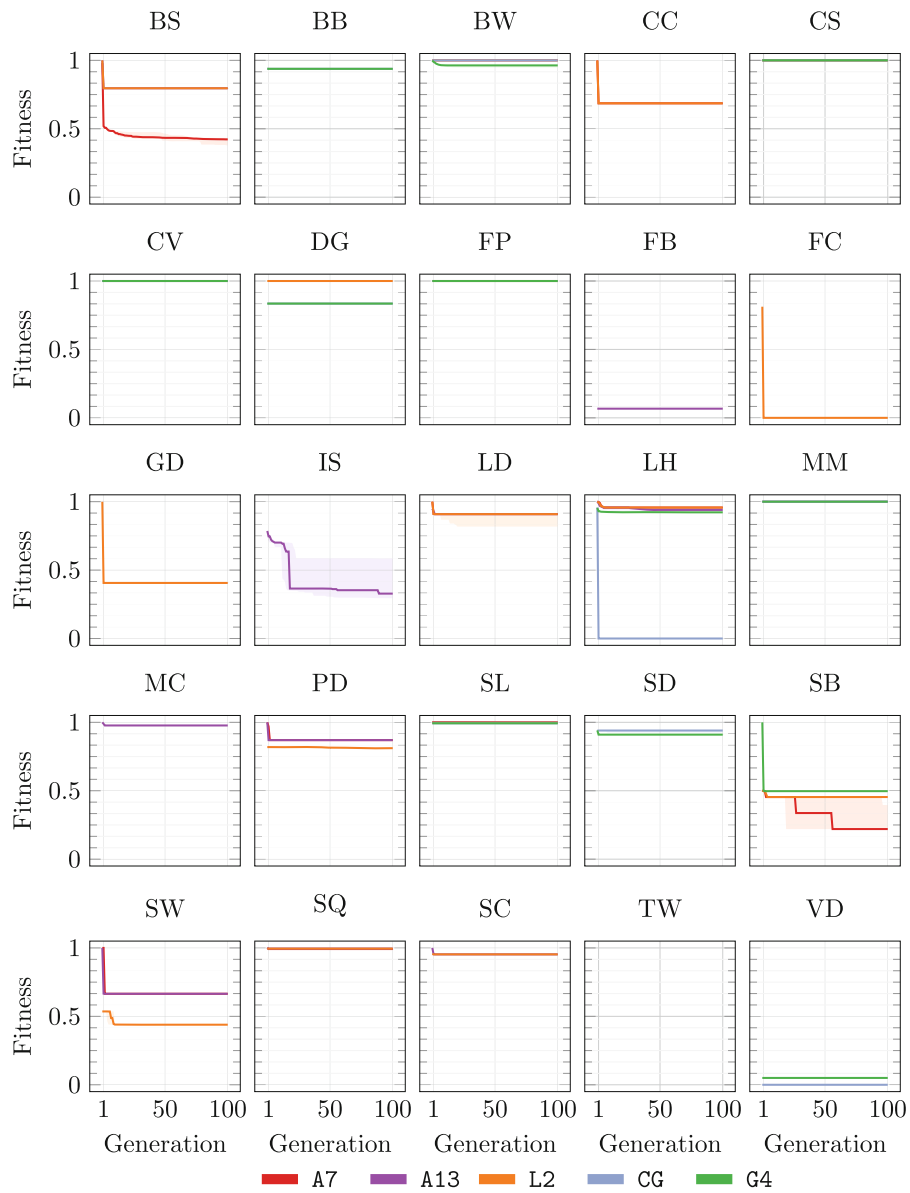 BS BB BW CC CS
1
0.5
0
Fitness
CV DG FP FB FC
1
0.5
0
Fitness
GD IS LD LH MM
1
0.5
0
Fitness
MC PD SL SD SB
1
0.5
0
Fitness
SW SQ SC TW VD
1
0.5
0
Fitness
1 50 100 1 50 100 1 50 100 1 50 100 1 50 100
Generation Generation Generation Generation Generation
A7 A13 L2 CG G4